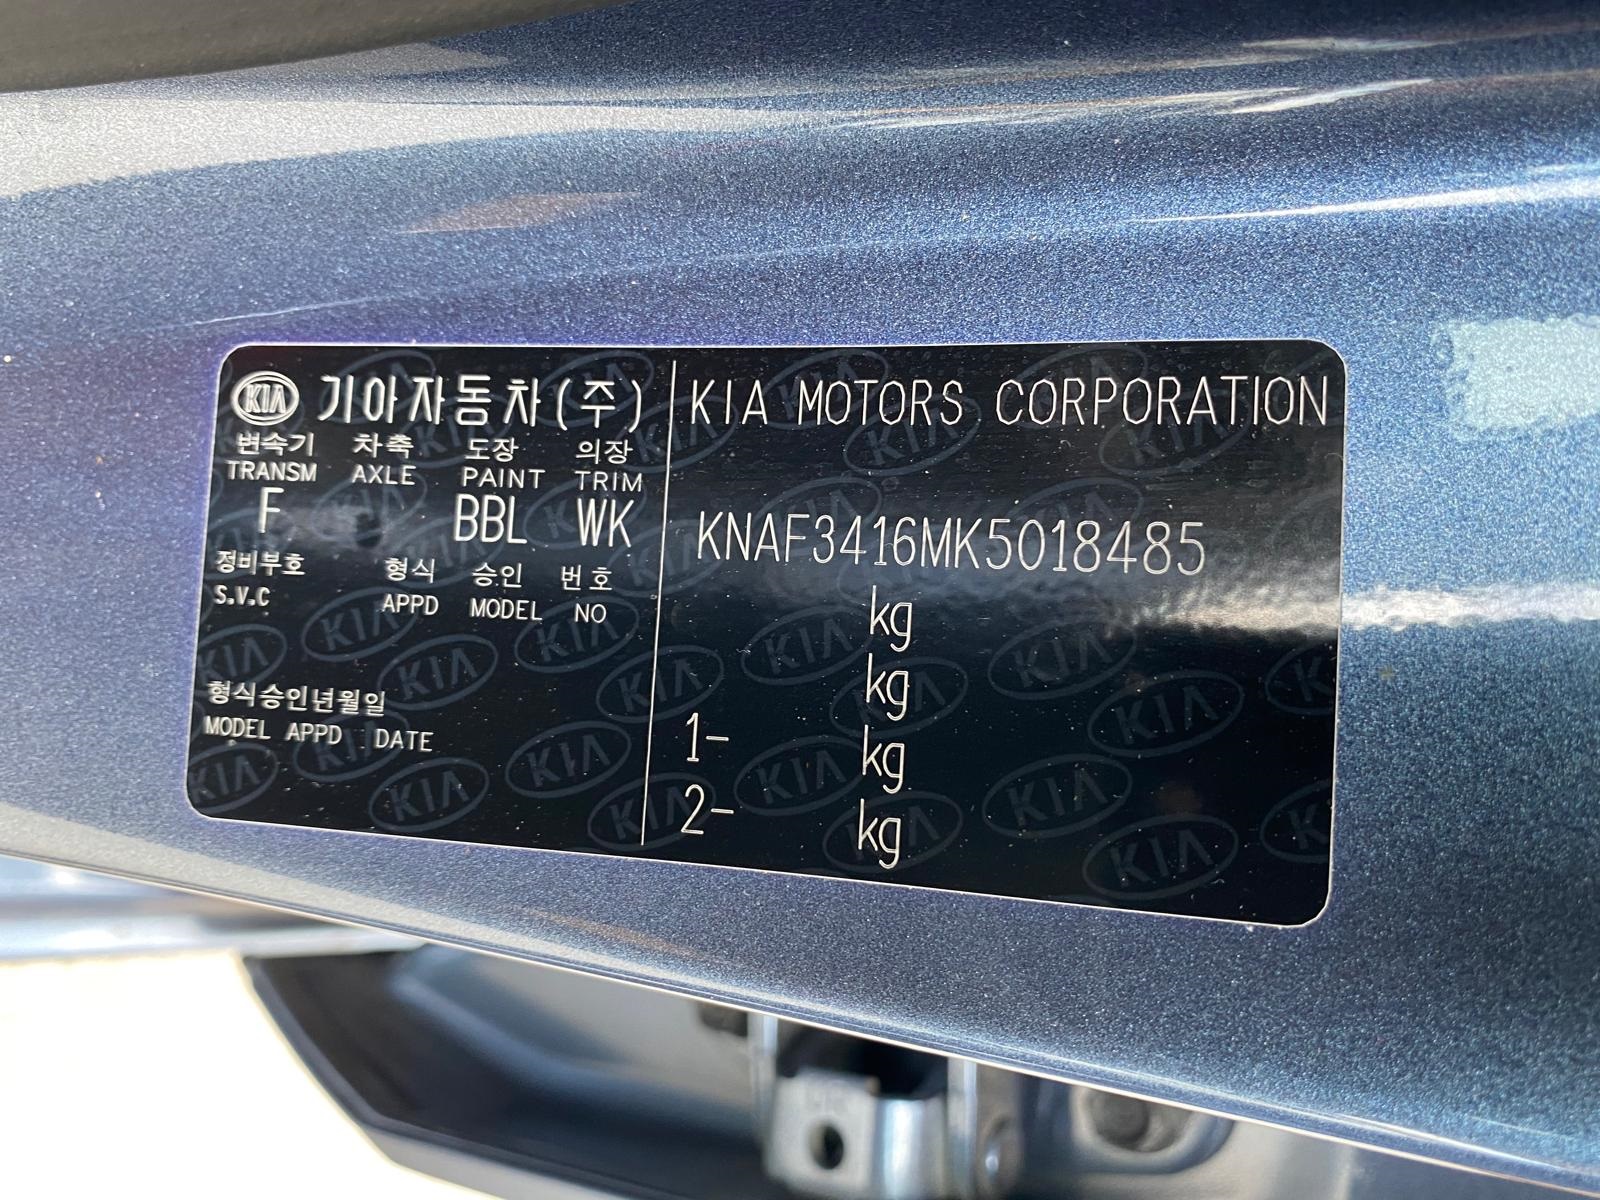 KIA 기아자동차(주)
변속기 차축 도장 의장
TRANSM AXLE PAINT TRIM
F BBL WK
정비부호 형식 승인 번호
S.V.C APPD MODEL NO
형식승인년월일
MODEL APPD DATE
KIA MOTORS CORPORATION
KNAF3416MK5018485
kg
kg
1- kg
2- kg